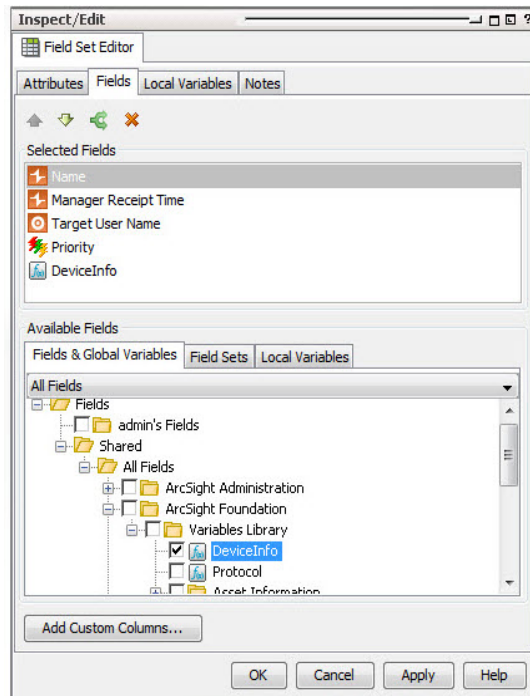 Inspect/Edit
?
Field Set Editor
Attributes Fields Local Variables Notes
Selected Fields
Name
Manager Receipt Time
Target User Name
Priority
DeviceInfo
Available Fields
Fields & Global Variables Field Sets Local Variables
All Fields
Fields
admin's Fields
Shared
All Fields
ArcSight Administration
ArcSight Foundation
Variables Library
DeviceInfo
Protocol
Asset Information
Add Custom Columns...
OK Cancel Apply Help